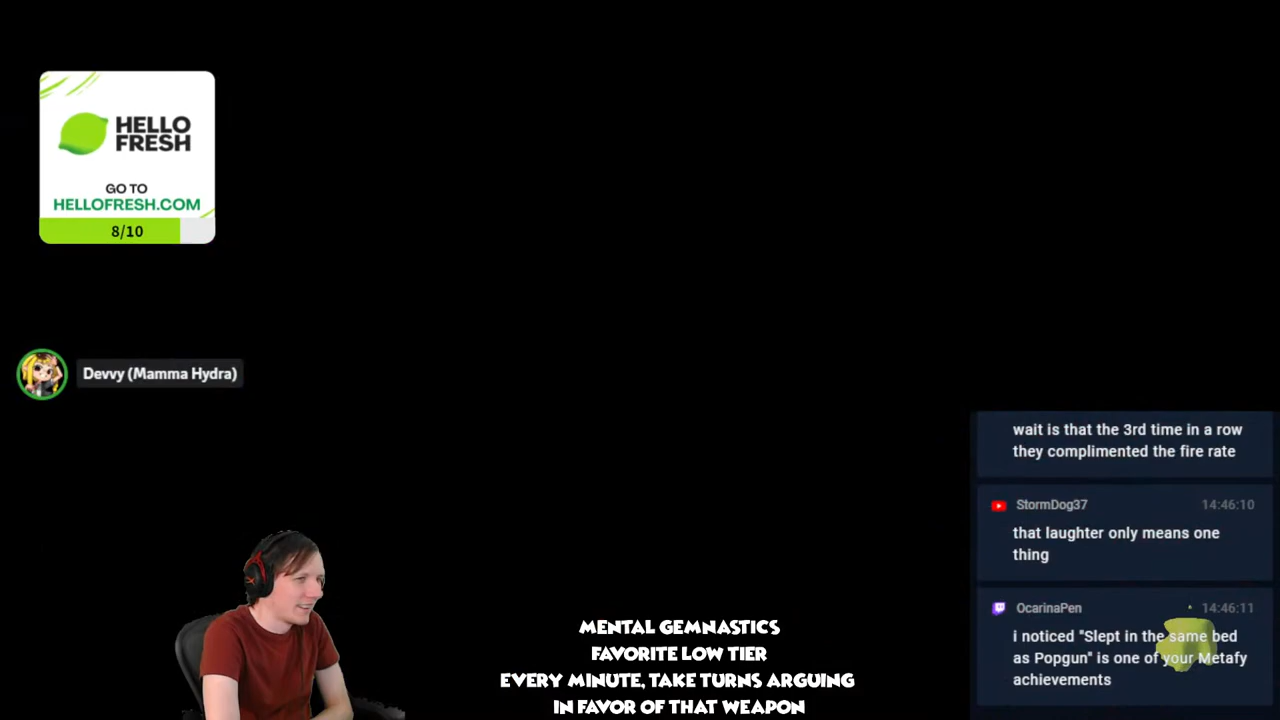 HELLO
FRESH
GO TO
HELLOFRESH.COM
8/10
Devvy (Mamma Hydra)
wait is that the 3rd time in a row
they complimented the fire rate
StormDog37 14:46:10
that laughter only means one
thing
OcarinaPen 14:46:11
i noticed "Slept in the same bed
as Popgun" is one of your Metafy
achievements
MENTAL GEMNASTICS
FAVORITE LOW TIER
EVERY MINUTE, TAKE TURNS ARGUING
IN FAVOR OF THAT WEAPON